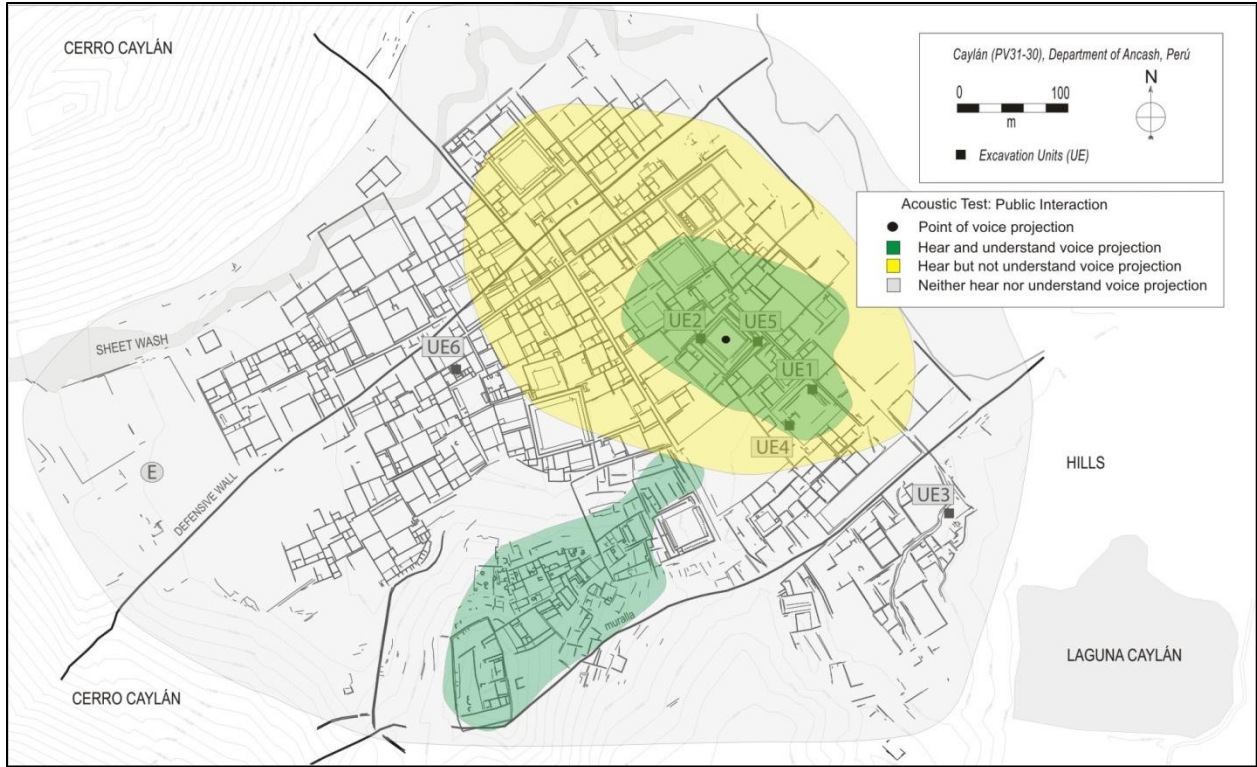 CERRO CAYLÁN
Caylán (PV31-30), Department of Ancash, Perú
0 100
m
N
Excavation Units (UE)
Acoustic Test: Public Interaction
Point of voice projection
Hear and understand voice projection
Hear but not understand voice projection
Neither hear nor understand voice projection
SHEET WASH
UE2
UE5
UE6
UE1
UE4
E
DEFENSIVE WALL
HILLS
UE3
muralla
LAGUNA CAYLÁN
CERRO CAYLÁN